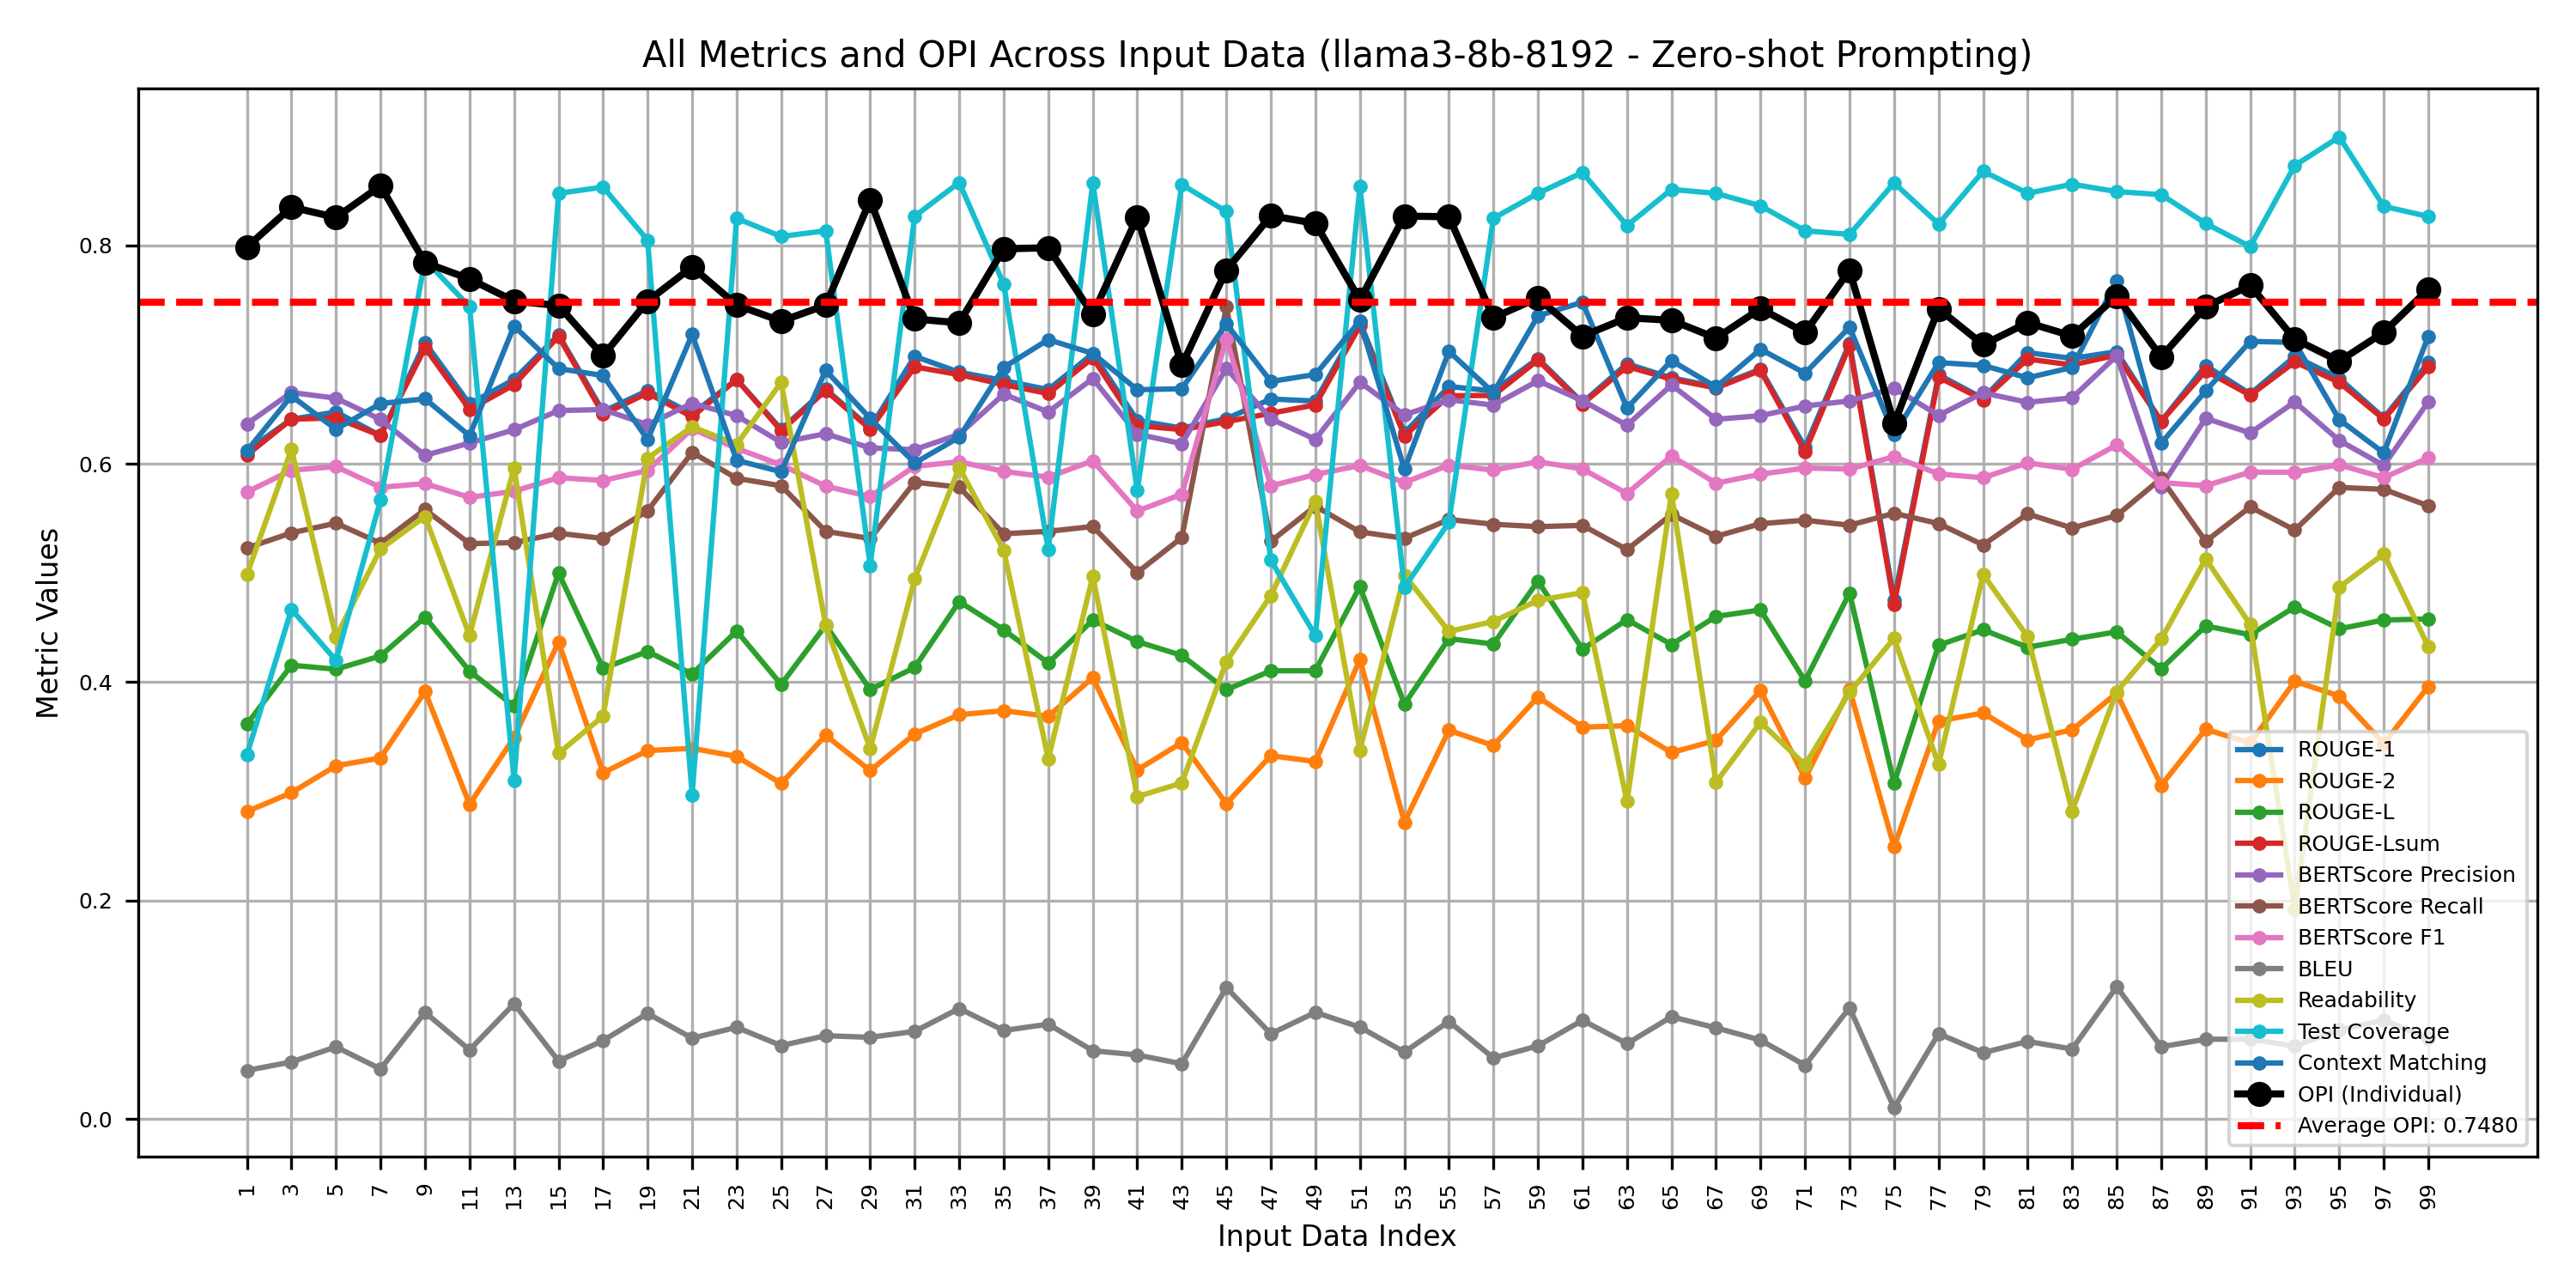 All Metrics and OPI Across Input Data (llama3-8b-8192 - Zero-shot Prompting)
Metric Values
0.8
0.6
0.4
0.2
0.0
ROUGE-1
ROUGE-2
ROUGE-L
ROUGE-Lsum
BERTScore Precision
BERTScore Recall
BERTScore F1
BLEU
Readability
Test Coverage
Context Matching
OPI (Individual)
Average OPI: 0.7480
1 3 5 7 9 11 13 15 17 19 21 23 25 27 29 31 33 35 37 39 41 43 45 47 49 51 53 55 57 59 61 63 65 67 69 71 73 75 77 79 81 83 85 87 89 91 93 95 97 99
Input Data Index